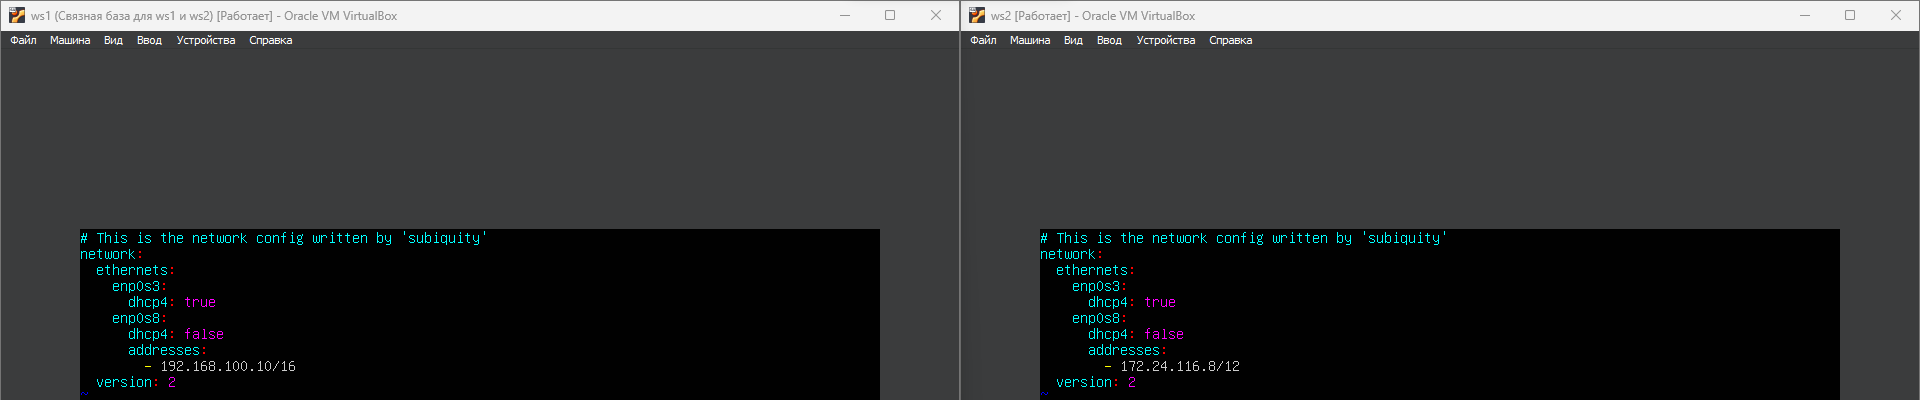 ws1 (Связная база для ws1 и ws2) [Работает] - Oracle VM VirtualBox
Файл Машина Вид Ввод Устройства Справка
# This is the network config written by 'subiquity'
network:
  ethernets:
    enp0s3:
      dhcp4: true
    enp0s8:
      dhcp4: false
      addresses:
        - 192.168.100.10/16
  version: 2
~
ws2 [Работает] - Oracle VM VirtualBox
Файл Машина Вид Ввод Устройства Справка
# This is the network config written by 'subiquity'
network:
  ethernets:
    enp0s3:
      dhcp4: true
    enp0s8:
      dhcp4: false
      addresses:
        - 172.24.116.8/12
  version: 2
~